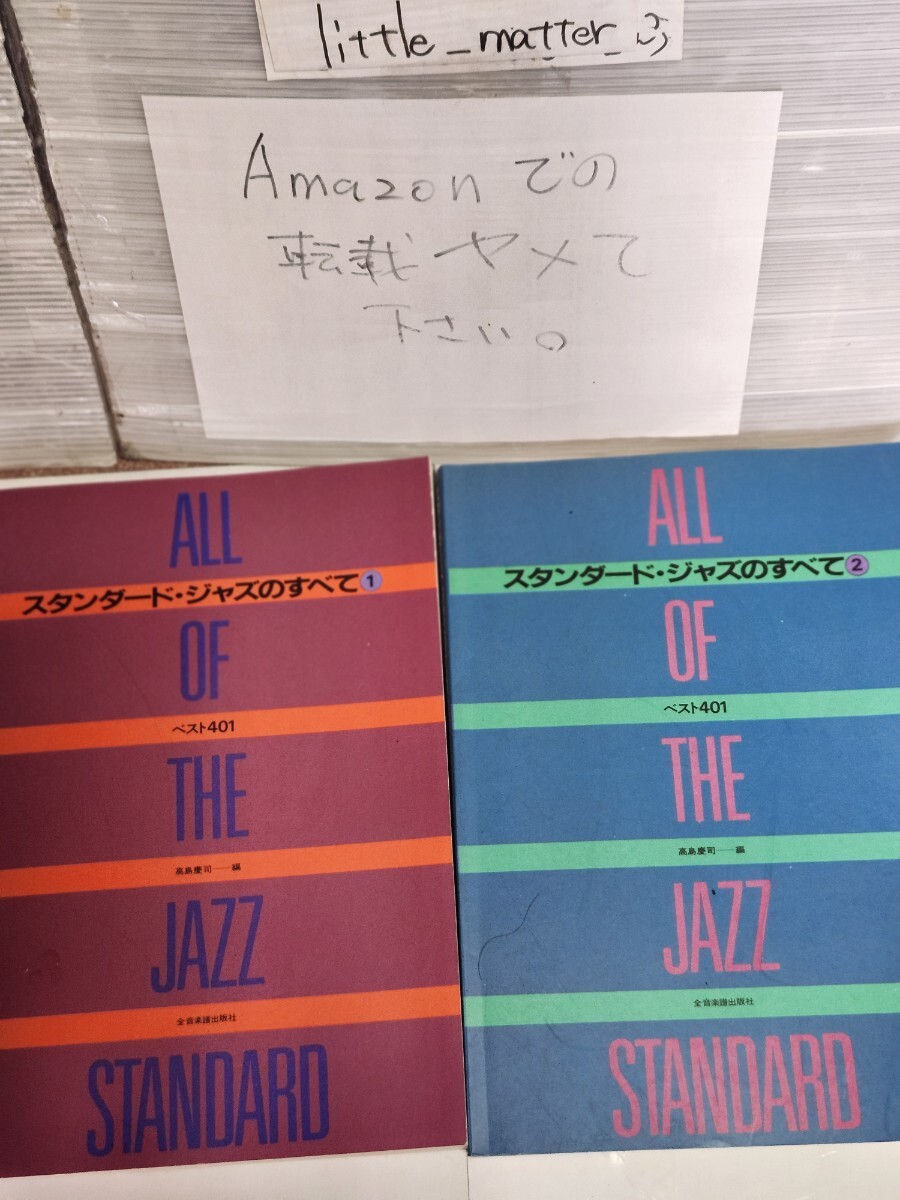 little_matter_
Amazonでの
転載ヤメて
下さい。
ALL
スタンダード・ジャズのすべて①
OF
ベスト401
THE
高島慶司——編
JAZZ
全音楽譜出版社
STANDARD
ALL
スタンダード・ジャズのすべて②
OF
ベスト401
THE
高島慶司——編
JAZZ
全音楽譜出版社
STANDARD